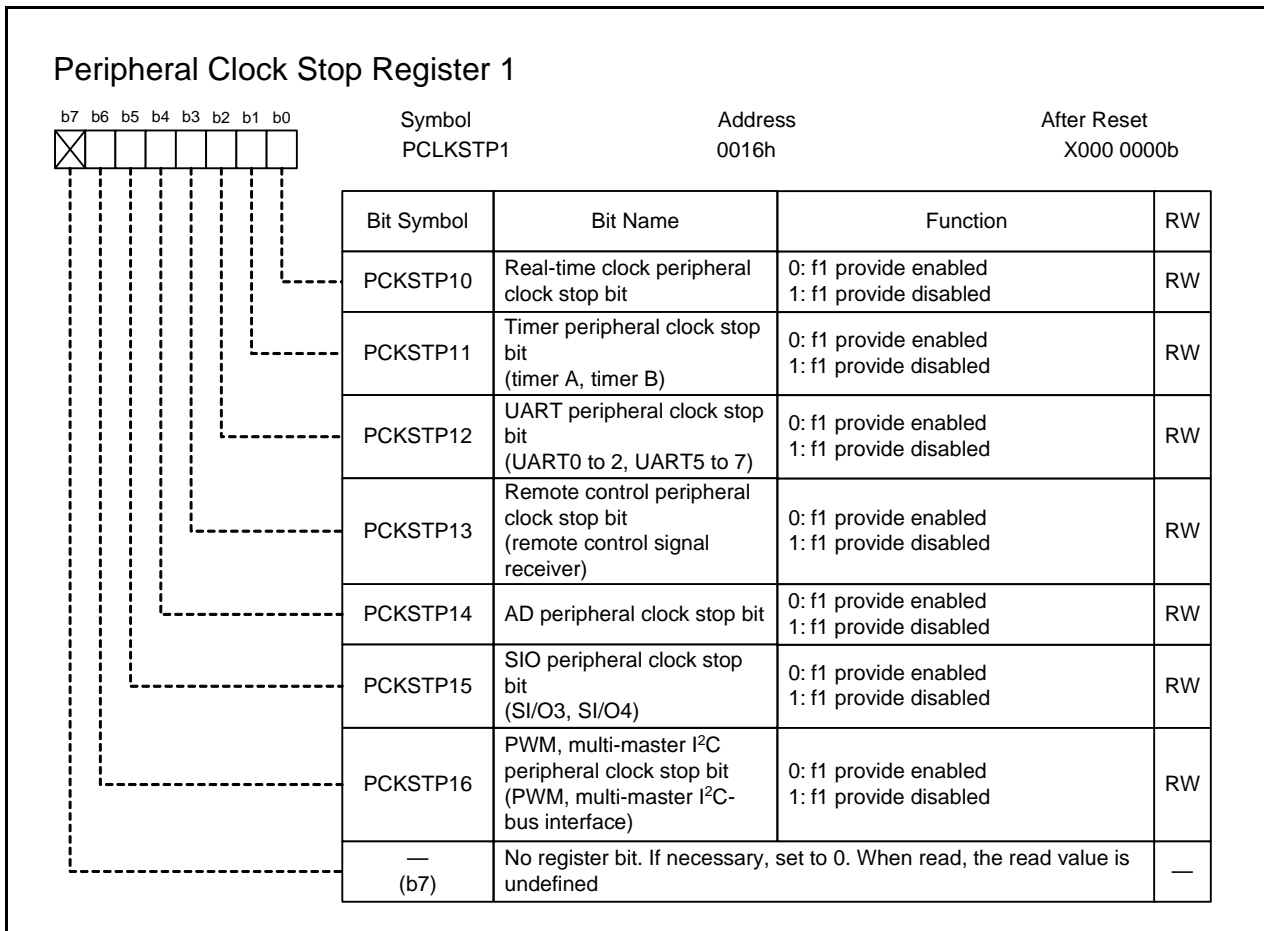 Peripheral Clock Stop Register 1
b7 b6 b5 b4 b3 b2 b1 b0
Symbol Address After Reset
PCLKSTP1 0016h X000 0000b
Bit Symbol Bit Name Function RW
PCKSTP10 Real-time clock peripheral 0: f1 provide enabled RW
clock stop bit 1: f1 provide disabled
PCKSTP11 Timer peripheral clock stop 0: f1 provide enabled RW
bit 1: f1 provide disabled
(timer A, timer B)
PCKSTP12 UART peripheral clock stop 0: f1 provide enabled RW
bit 1: f1 provide disabled
(UART0 to 2, UART5 to 7)
PCKSTP13 Remote control peripheral 0: f1 provide enabled RW
clock stop bit 1: f1 provide disabled
(remote control signal
receiver)
PCKSTP14 AD peripheral clock stop bit 0: f1 provide enabled RW
1: f1 provide disabled
PCKSTP15 SIO peripheral clock stop 0: f1 provide enabled RW
bit 1: f1 provide disabled
(SI/O3, SI/O4)
PCKSTP16 PWM, multi-master I²C 0: f1 provide enabled RW
peripheral clock stop bit 1: f1 provide disabled
(PWM, multi-master I²C-
bus interface)
— No register bit. If necessary, set to 0. When read, the read value is —
(b7) undefined